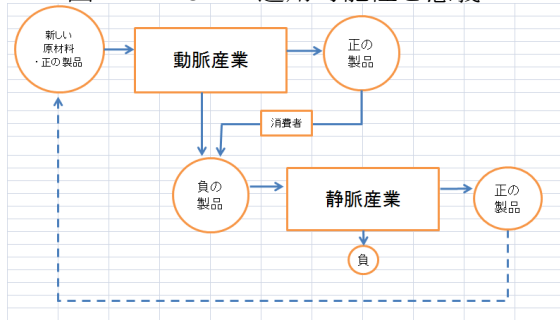 新しい
原材料
・正の製品
動脈産業
正の
製品
消費者
負の
製品
静脈産業
正の
製品
負